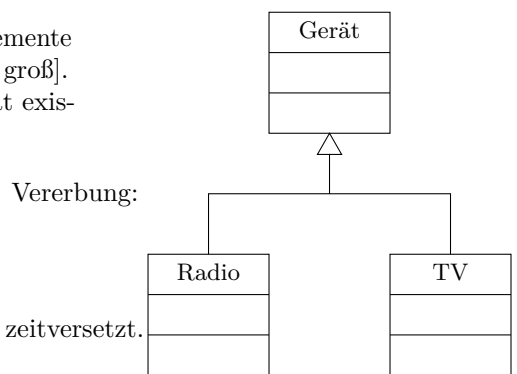 emente
groß].
t exis-
Vererbung:
zeitversetzt.
Gerät
Radio
TV